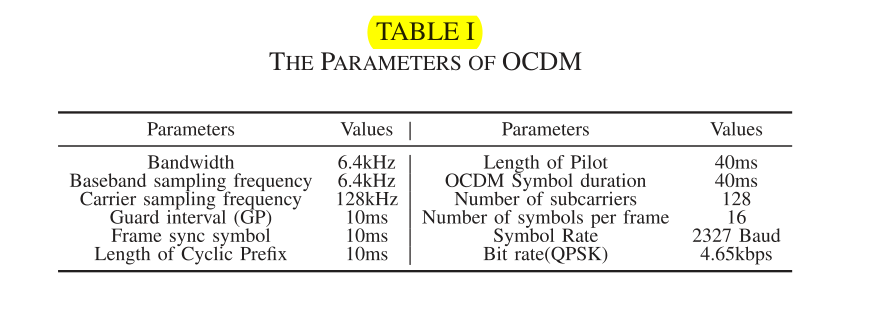 TABLE I
THE PARAMETERS OF OCDM
Parameters Values | Parameters Values
Bandwidth 6.4kHz Length of Pilot 40ms
Baseband sampling frequency 6.4kHz OCDM Symbol duration 40ms
Carrier sampling frequency 128kHz Number of subcarriers 128
Guard interval (GP) 10ms Number of symbols per frame 16
Frame sync symbol 10ms Symbol Rate 2327 Baud
Length of Cyclic Prefix 10ms Bit rate(QPSK) 4.65kbps